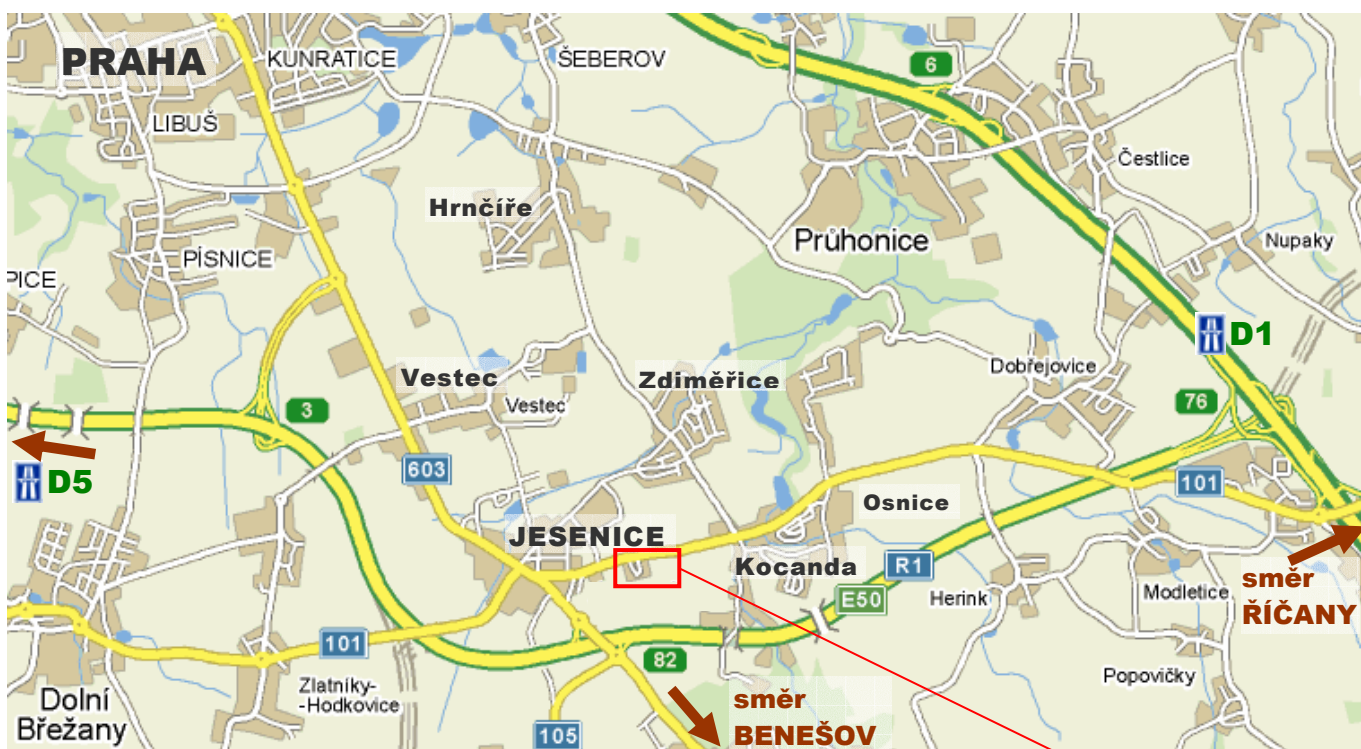 PRAHA
KUNRATICE
ŠEBEROV
6
LIBUŠ
Čestlice
Hrnčíře
Průhonice
Nupaky
PÍSNICE
PICE
D1
Dobřejovice
Vestec
Zdiměřice
3
Vestec
76
603
D5
101
Osnice
JESENICE
Kocanda
R1
směr
ŘÍČANY
E50
Herink
Modletice
101
82
Popovičky
Zlatníky-
-Hodkovice
Dolní
Břežany
směr
BENEŠOV
105